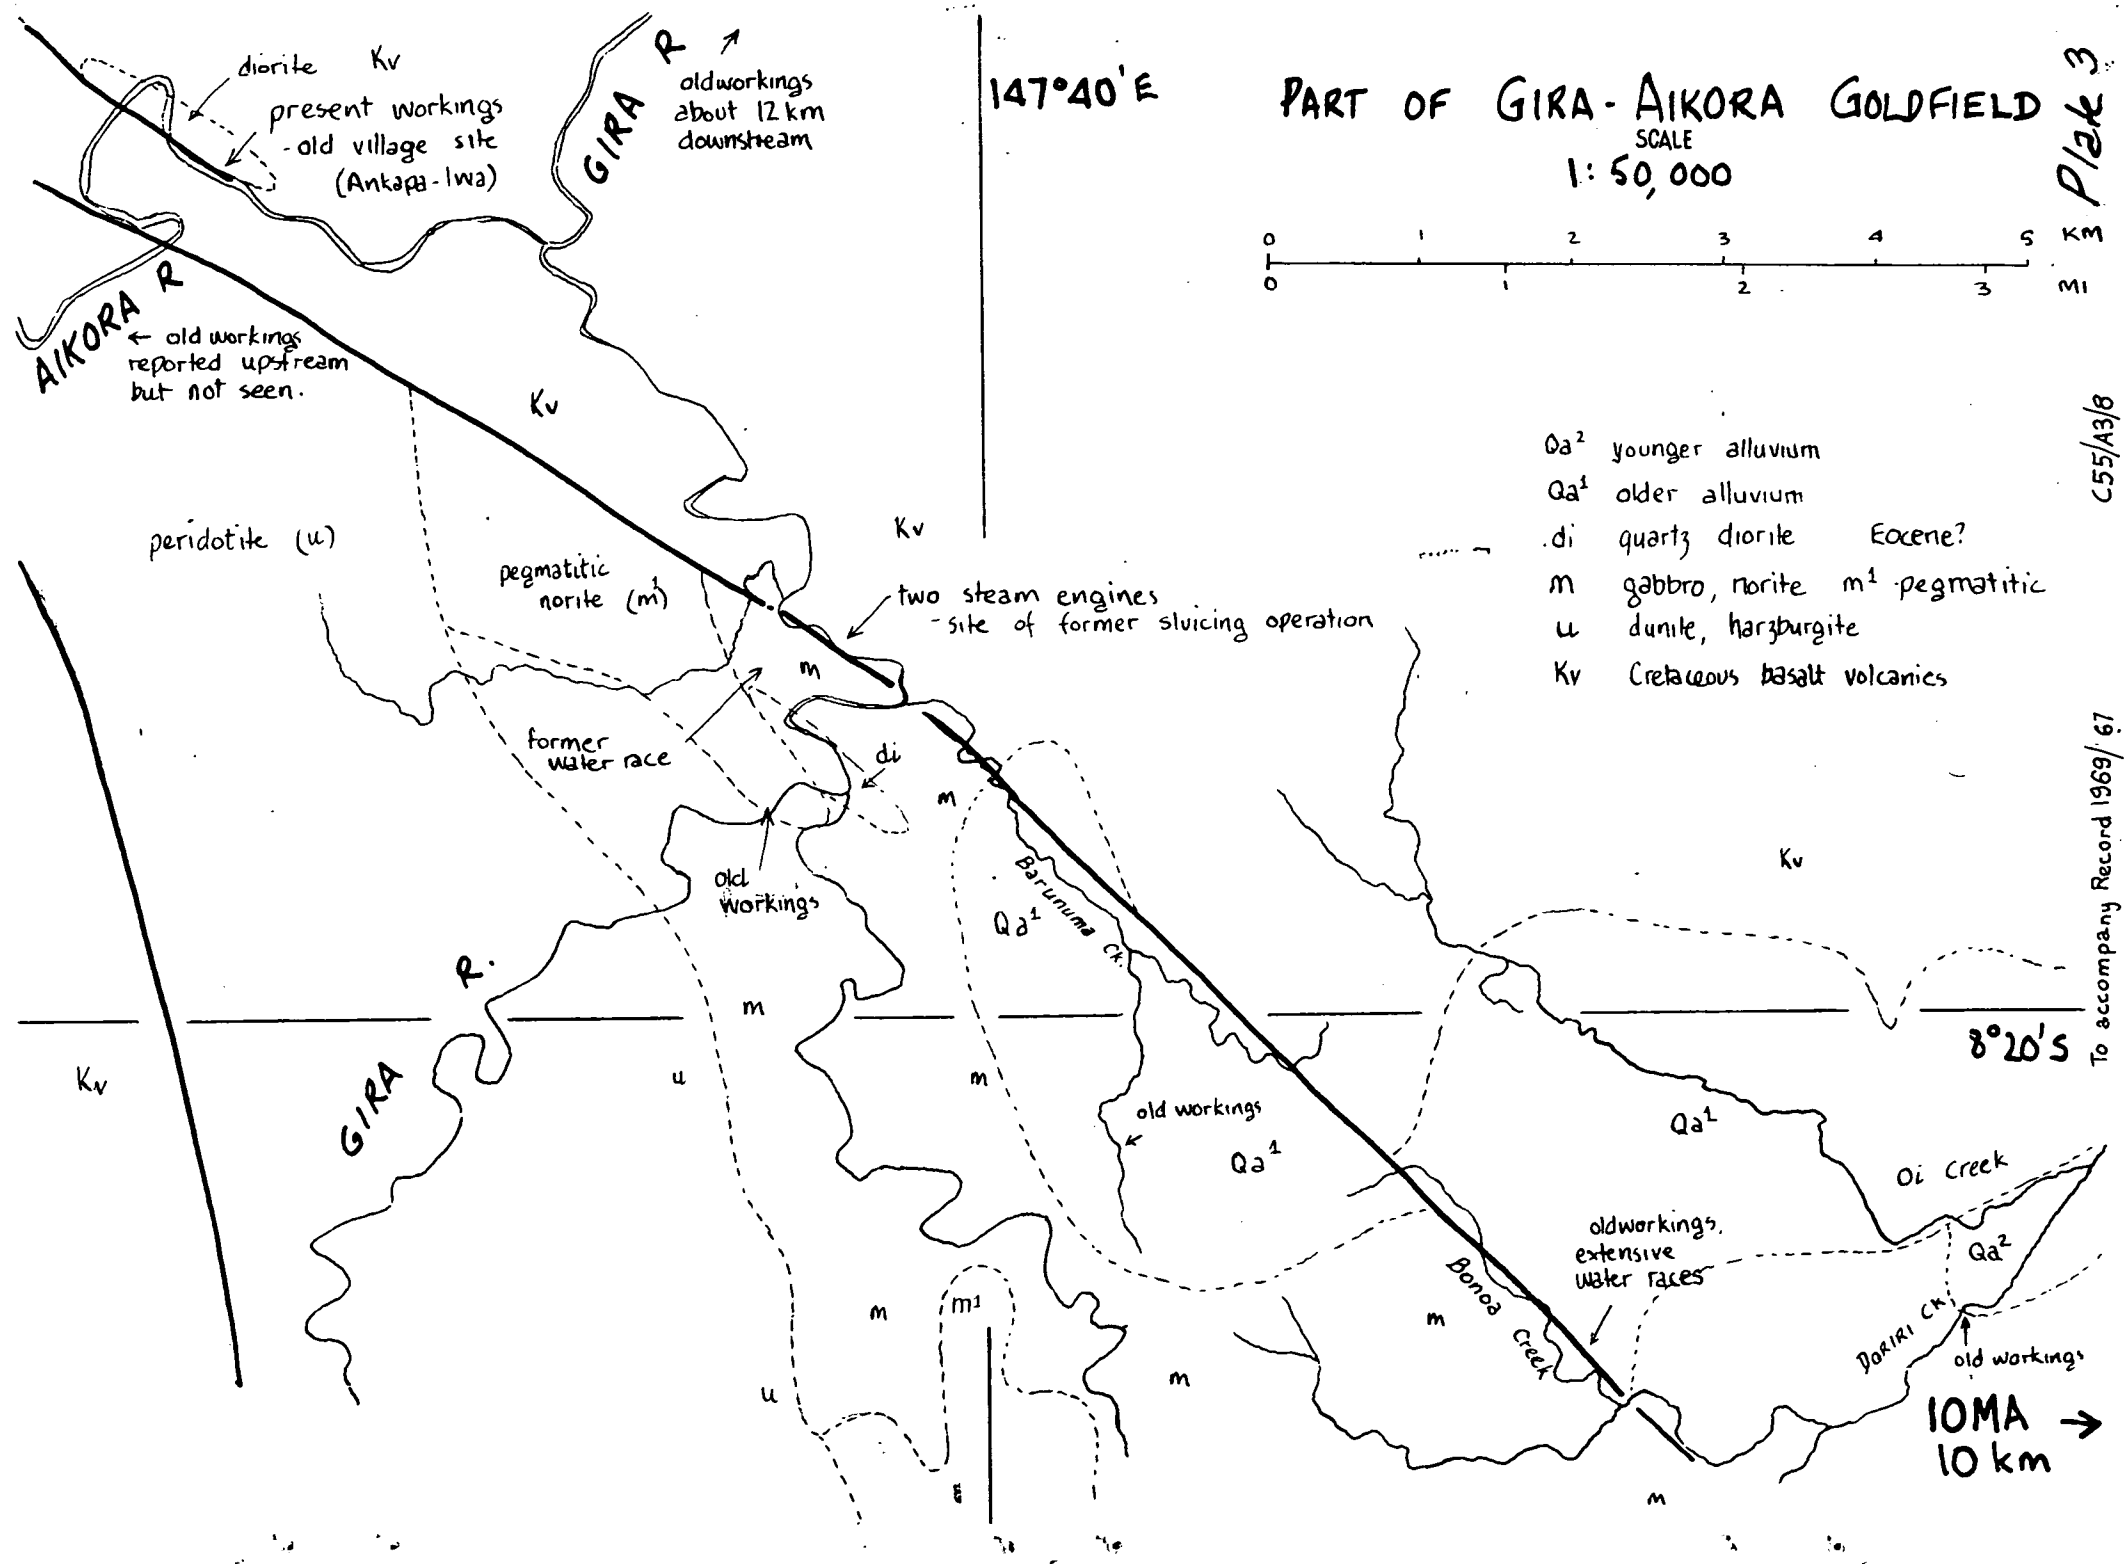 PART OF GIRA-AIKORA GOLDFIELD
SCALE
1:50,000
0 1 2 3 4 5 KM
0 1 2 3 MI
Plate 3
C55/A3/8
To accompany Record 1969/67
147°40'E
8°20'S
Qa² younger alluvium
Qa¹ older alluvium
di quartz diorite Eocene?
m gabbro, norite m¹ pegmatitic
u dunite, harzburgite
Kv Cretaceous basalt volcanics
diorite
Kv
present workings
-old village site
(Ankapa-Iwa)
GIRA R
old workings
about 12 km
downstream
AIKORA R
← old workings
reported upstream
but not seen.
Kv
Kv
peridotite (u)
pegmatitic
norite (m¹)
two steam engines
-site of former sluicing operation
m
former
water race
di
m
old
workings
Barunuma Ck.
Qa¹
Kv
GIRA R.
m
Kv
u
m
old workings
Qa¹
Qa¹
Oi Creek
old workings,
extensive
water races
Qa²
Bonoa Creek
DORIRI CK
old workings
m
m¹
m
m
u
m
m
IOMA →
10 km